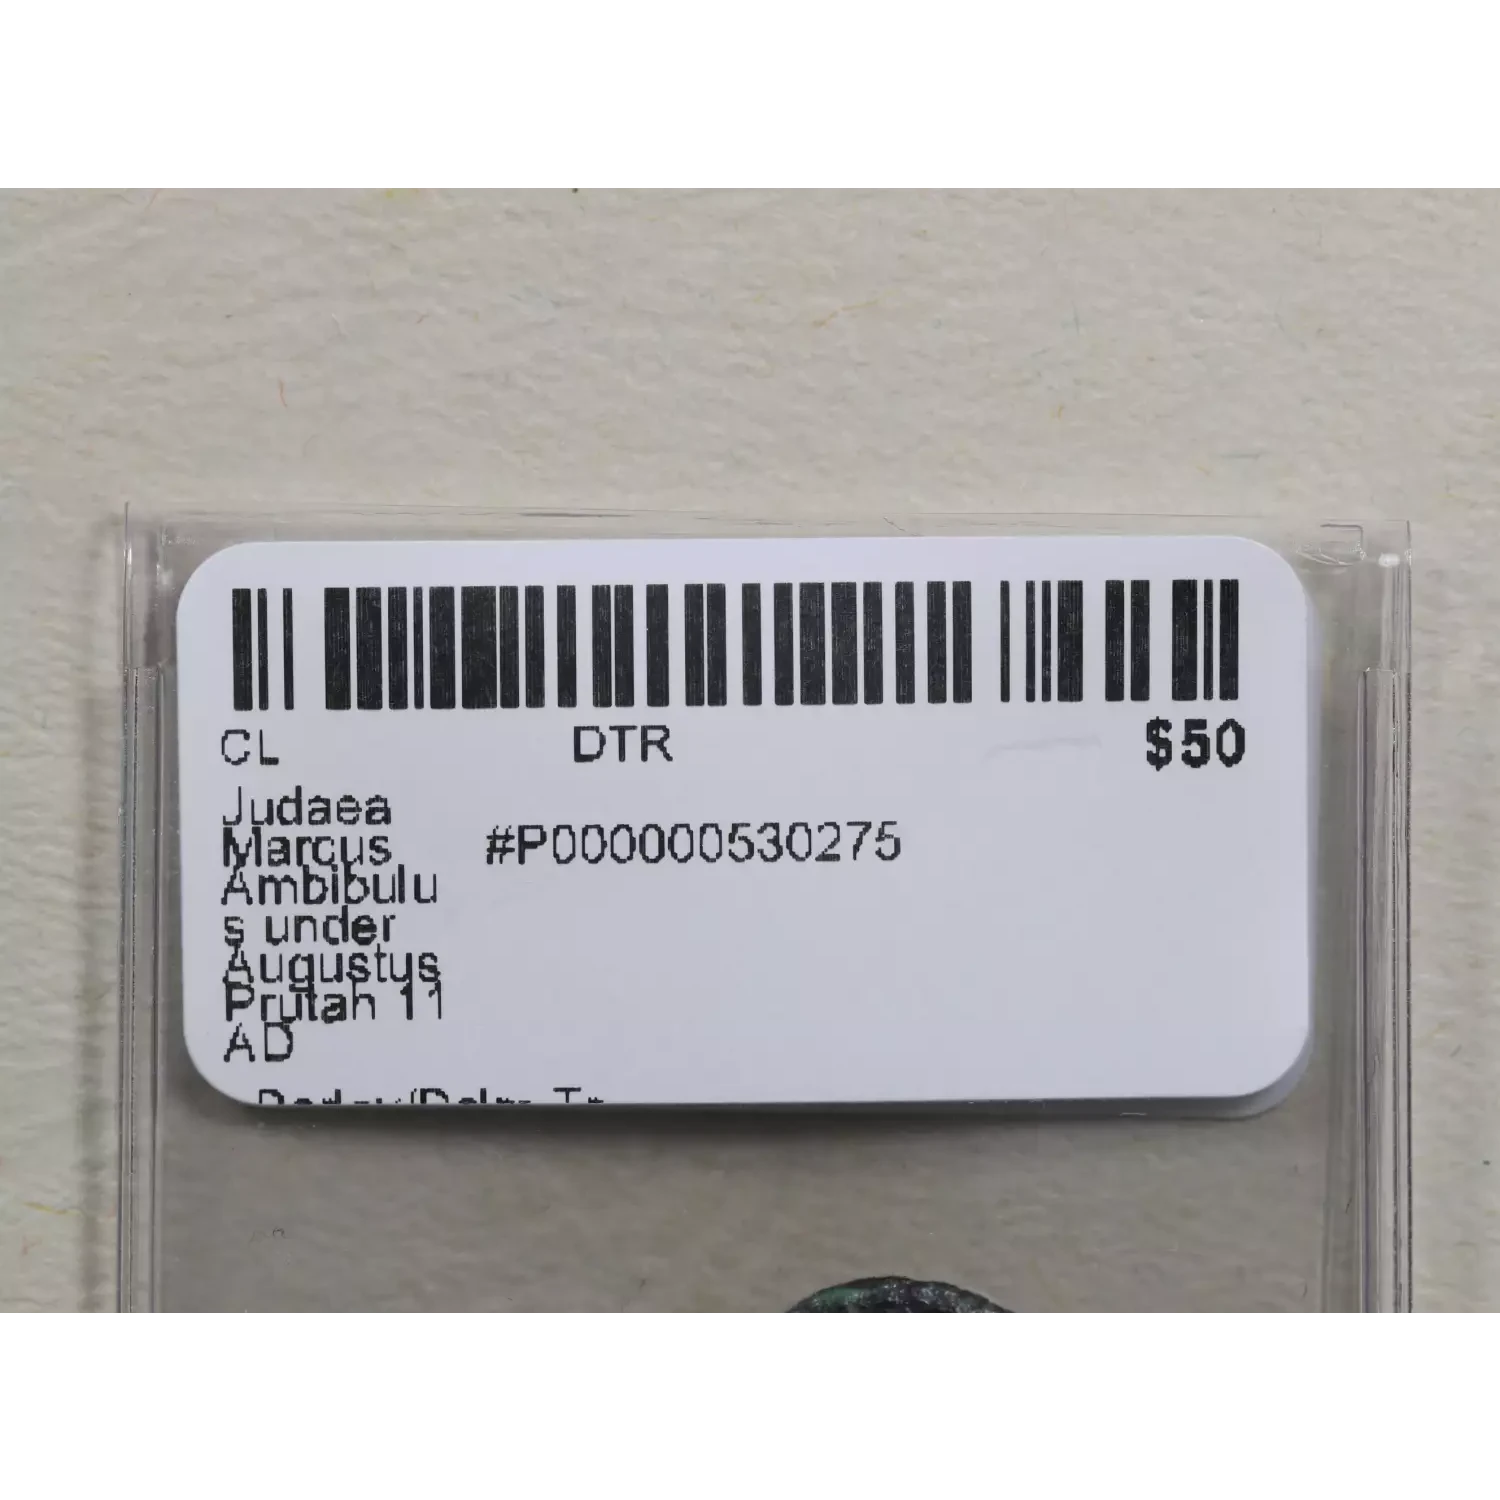 CL DTR $50
Judaea
Marcus #P000000530275
Ambibulu
s under
Augustus
Prutah 11
AD